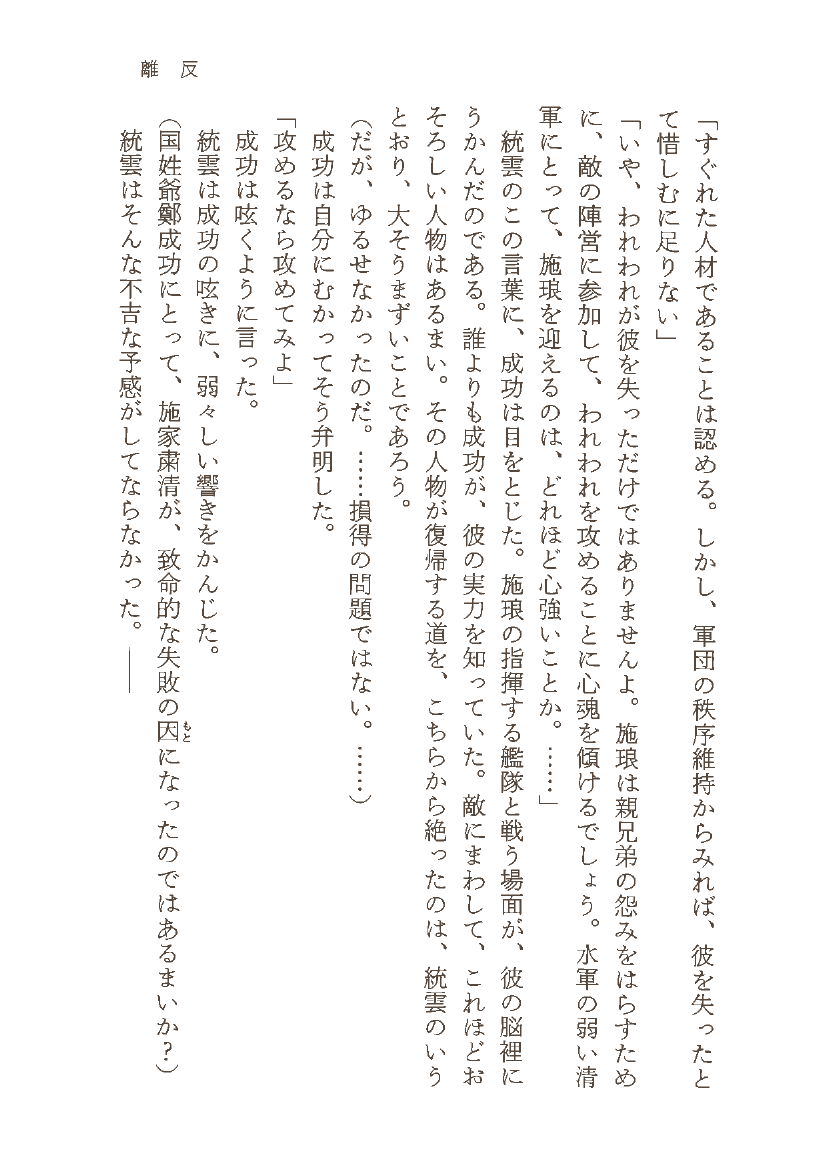 離反
「すぐれた人材であることは認める。しかし、軍団の秩序維持からみれば、彼を失ったと
て惜しむに足りない」
「いや、われわれが彼を失っただけではありませんよ。施琅は親兄弟の怨みをはらすため
に、敵の陣営に参加して、われわれを攻めることに心魂を傾けるでしょう。水軍の弱い清
軍にとって、施琅を迎えるのは、どれほど心強いことか。……」
統雲のこの言葉に、成功は目をとじた。施琅の指揮する艦隊と戦う場面が、彼の脳裡に
うかんだのである。誰よりも成功が、彼の実力を知っていた。敵にまわして、これほどお
そろしい人物はあるまい。その人物が復帰する道を、こちらから絶ったのは、統雲のいう
とおり、大そうまずいことであろう。
（だが、ゆるせなかったのだ。……損得の問題ではない。……）
成功は自分にむかってそう弁明した。
「攻めるなら攻めてみよ」
成功は呟くように言った。
統雲は成功の呟きに、弱々しい響きをかんじた。
（国姓爺鄭成功にとって、施家粛清が、致命的な失敗の因もとになったのではあるまいか？）
統雲はそんな不吉な予感がしてならなかった。――